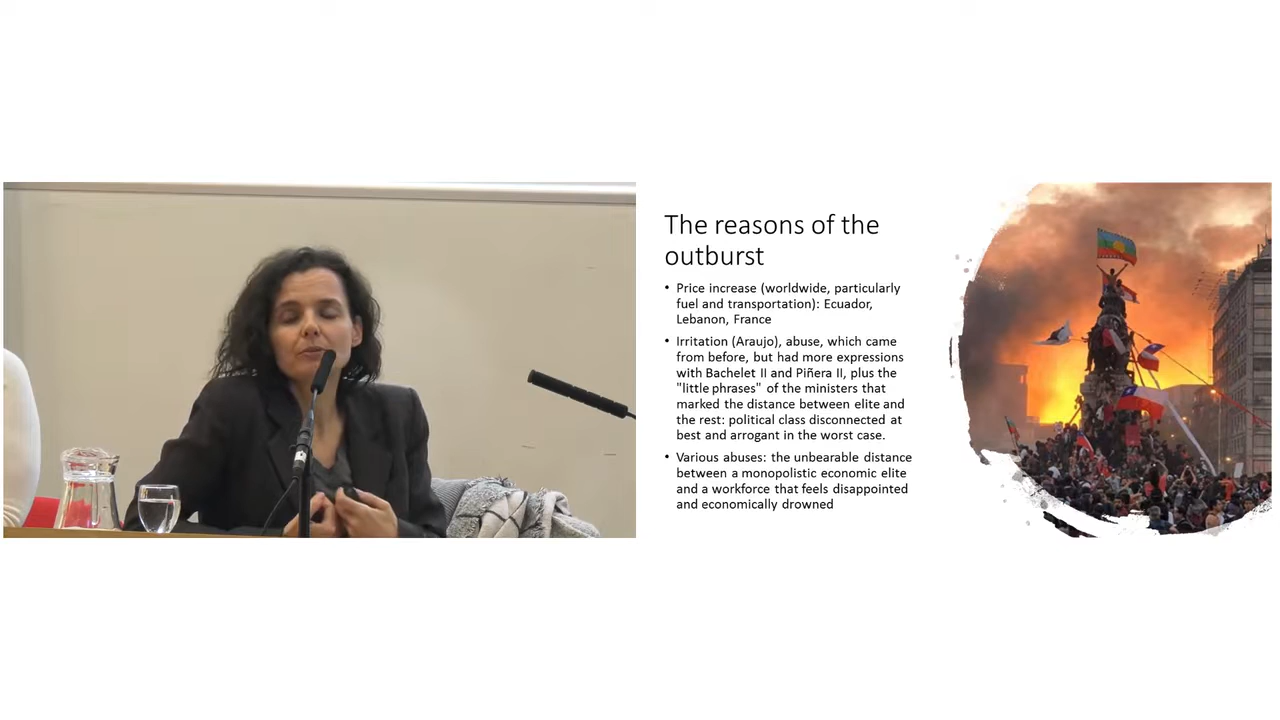 The reasons of the
outburst
• Price increase (worldwide, particularly
fuel and transportation): Ecuador,
Lebanon, France
• Irritation (Araujo), abuse, which came
from before, but had more expressions
with Bachelet II and Piñera II, plus the
"little phrases" of the ministers that
marked the distance between elite and
the rest: political class disconnected at
best and arrogant in the worst case.
• Various abuses: the unbearable distance
between a monopolistic economic elite
and a workforce that feels disappointed
and economically drowned